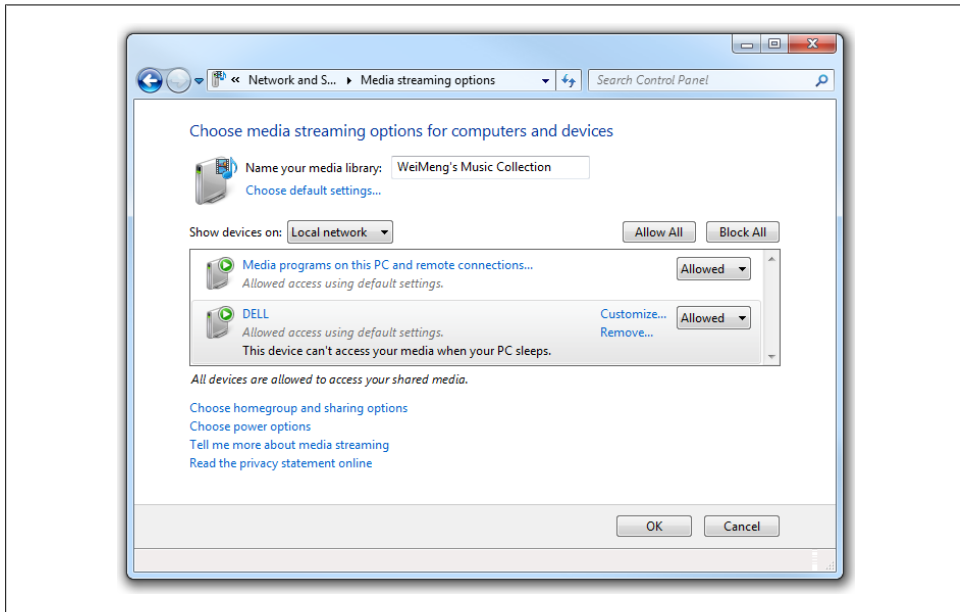 « Network and S... ▸ Media streaming options Search Control Panel
Choose media streaming options for computers and devices
Name your media library: WeiMeng's Music Collection
Choose default settings...
Show devices on: Local network Allow All Block All
Media programs on this PC and remote connections... Allowed
Allowed access using default settings.
DELL Customize... Allowed
Allowed access using default settings. Remove...
This device can't access your media when your PC sleeps.
All devices are allowed to access your shared media.
Choose homegroup and sharing options
Choose power options
Tell me more about media streaming
Read the privacy statement online
OK Cancel